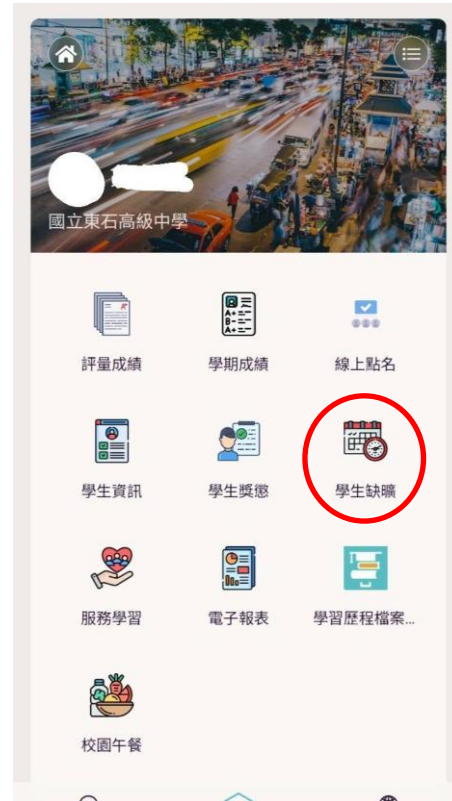 國立東石高級中學
評量成績
學期成績
線上點名
學生資訊
學生獎懲
學生缺曠
服務學習
電子報表
學習歷程檔案...
校園午餐